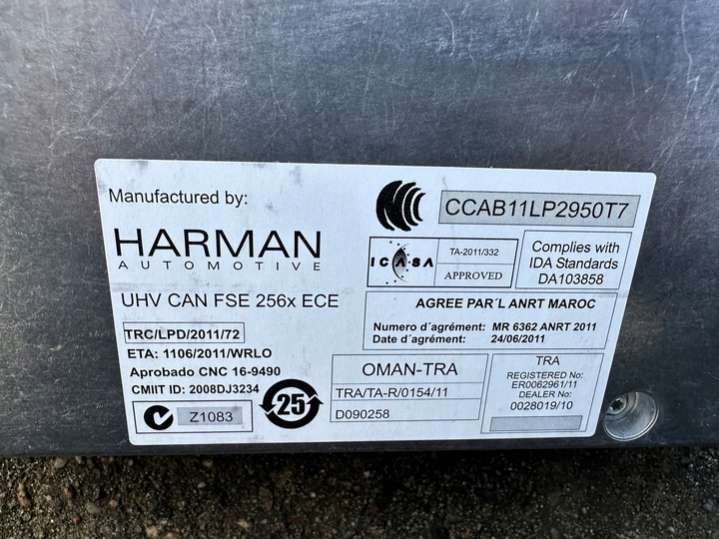 Manufactured by:
HARMAN
AUTOMOTIVE
UHV CAN FSE 256x ECE
TRC/LPD/2011/72
ETA: 1106/2011/WRLO
Aprobado CNC 16-9490
CMIIT ID: 2008DJ3234
Z1083
25
CCAB11LP2950T7
ICASA
TA-2011/332
APPROVED
Complies with
IDA Standards
DA103858
AGREE PAR´L ANRT MAROC
Numero d´agrément: MR 6362 ANRT 2011
Date d´agrément: 24/06/2011
OMAN-TRA
TRA/TA-R/0154/11
D090258
TRA
REGISTERED No:
ER0062961/11
DEALER No:
0028019/10